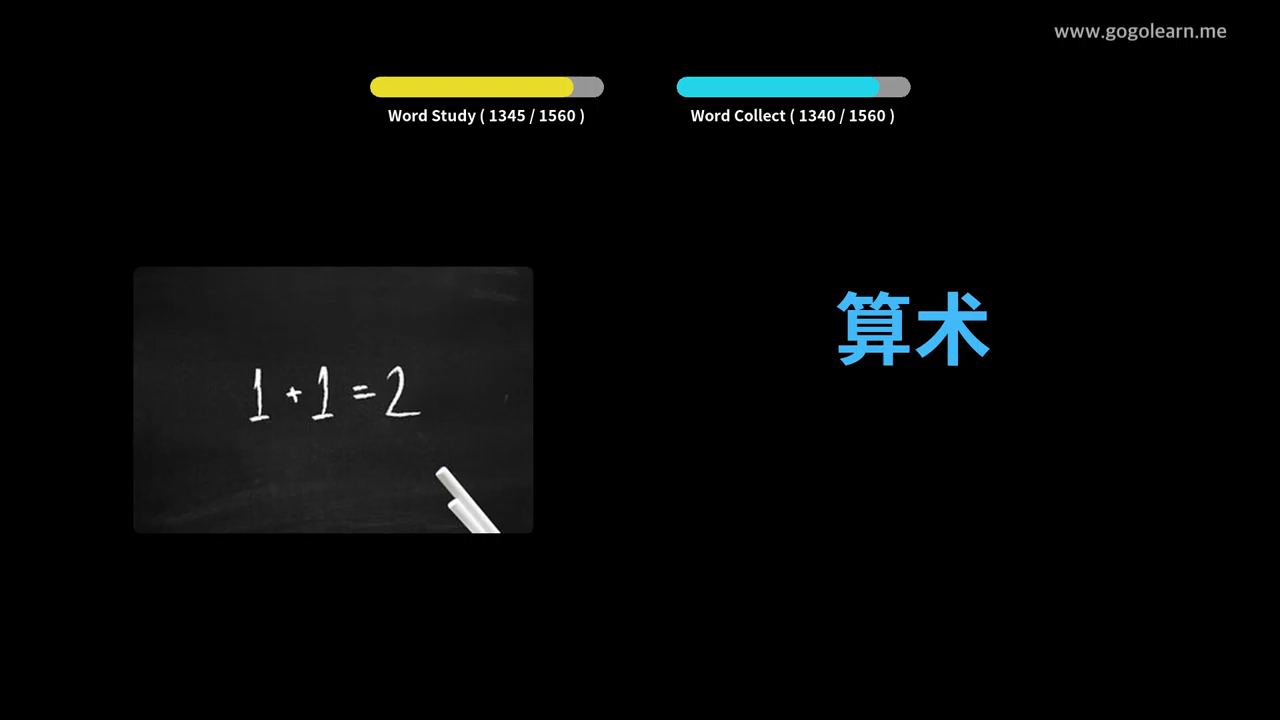 www.gogolearn.me
Word Study ( 1345 / 1560 )
Word Collect ( 1340 / 1560 )
算术
1 + 1 = 2